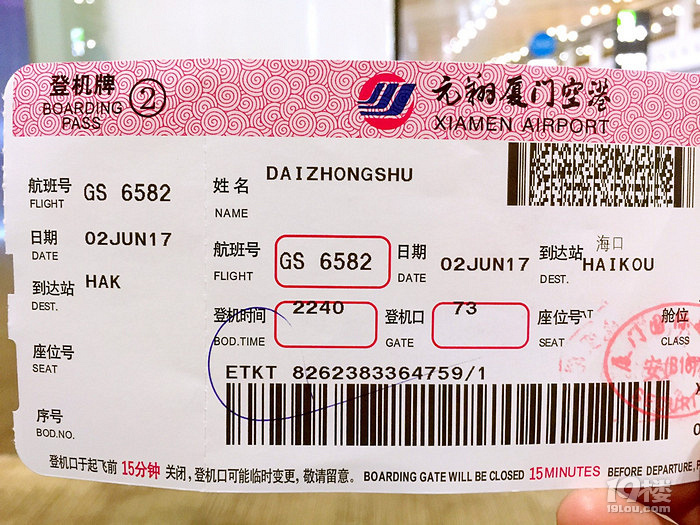 登机牌 ②
BOARDING
PASS
元翔厦门空港
XIAMEN AIRPORT
航班号 GS 6582
FLIGHT
日期 02JUN17
DATE
到达站 HAK
DEST.
座位号
SEAT
序号
BOD.NO.
姓名 DAIZHONGSHU
NAME
航班号 GS 6582 日期 02JUN17 到达站 海口 HAIKOU
FLIGHT DATE DEST.
登机时间 2240 登机口 73 座位号 舱位
BOD.TIME GATE SEAT CLASS
ETKT 8262383364759/1
登机口于起飞前 15分钟 关闭，登机口可能临时变更，敬请留意。 BOARDING GATE WILL BE CLOSED 15 MINUTES BEFORE DEPARTURE,
19楼
19lou.com